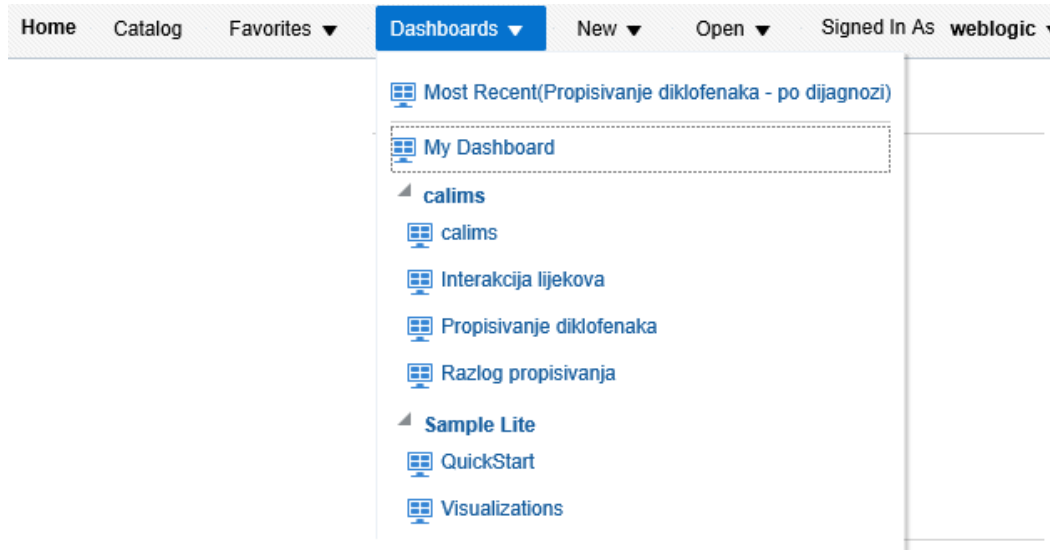 Home Catalog Favorites Dashboards New Open Signed In As weblogic
Most Recent(Propisivanje diklofenaka - po dijagnozi)
My Dashboard
calims
calims
Interakcija lijekova
Propisivanje diklofenaka
Razlog propisivanja
Sample Lite
QuickStart
Visualizations